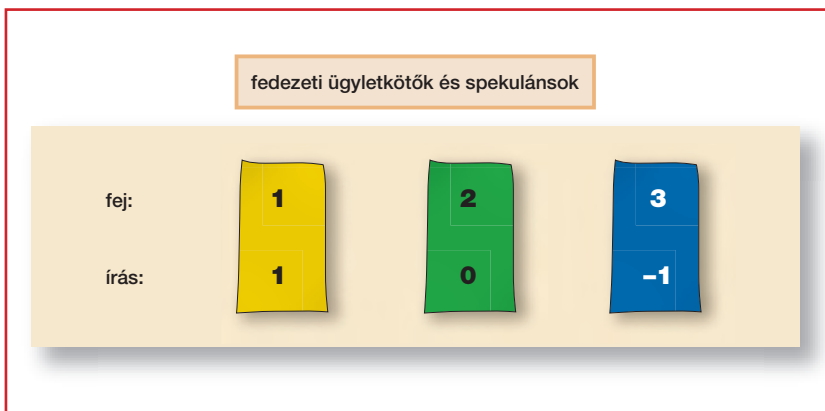 fedezeti ügyletkötők és spekulánsok
fej: 1 2 3
írás: 1 0 –1